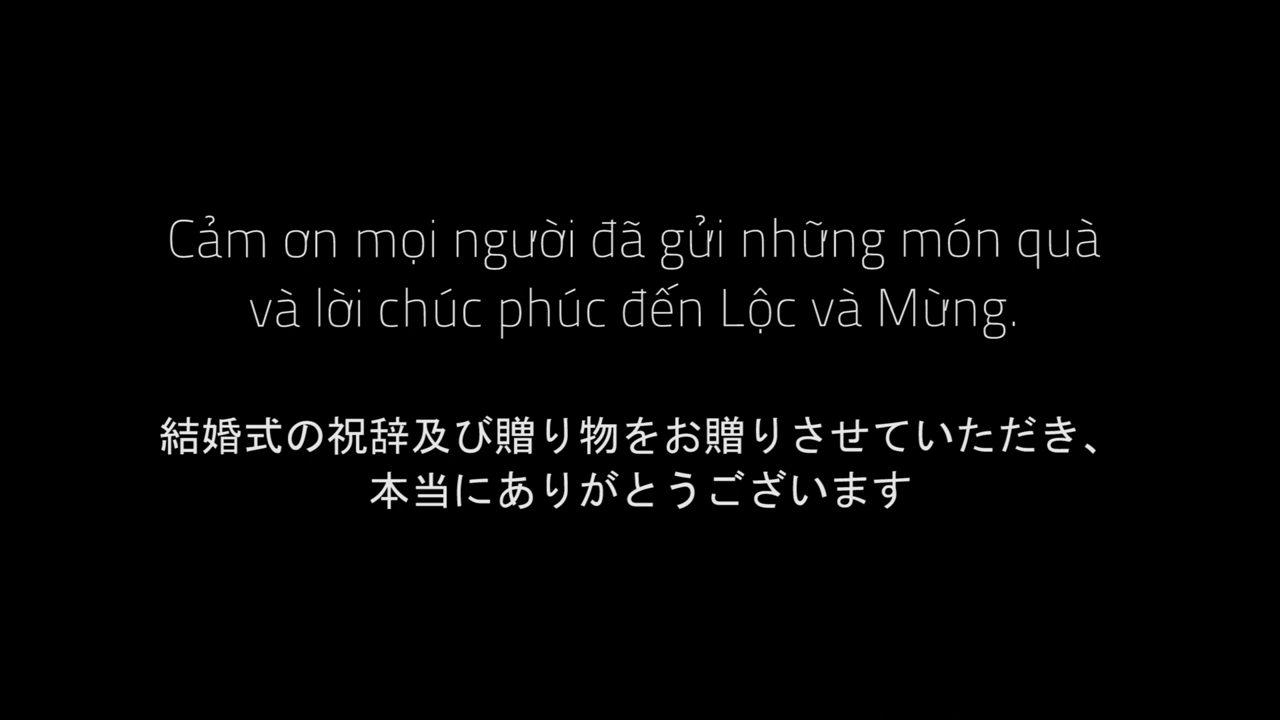 Cảm ơn mọi người đã gửi những món quà
và lời chúc phúc đến Lộc và Mừng.
結婚式の祝辞及び贈り物をお贈りさせていただき、
本当にありがとうございます